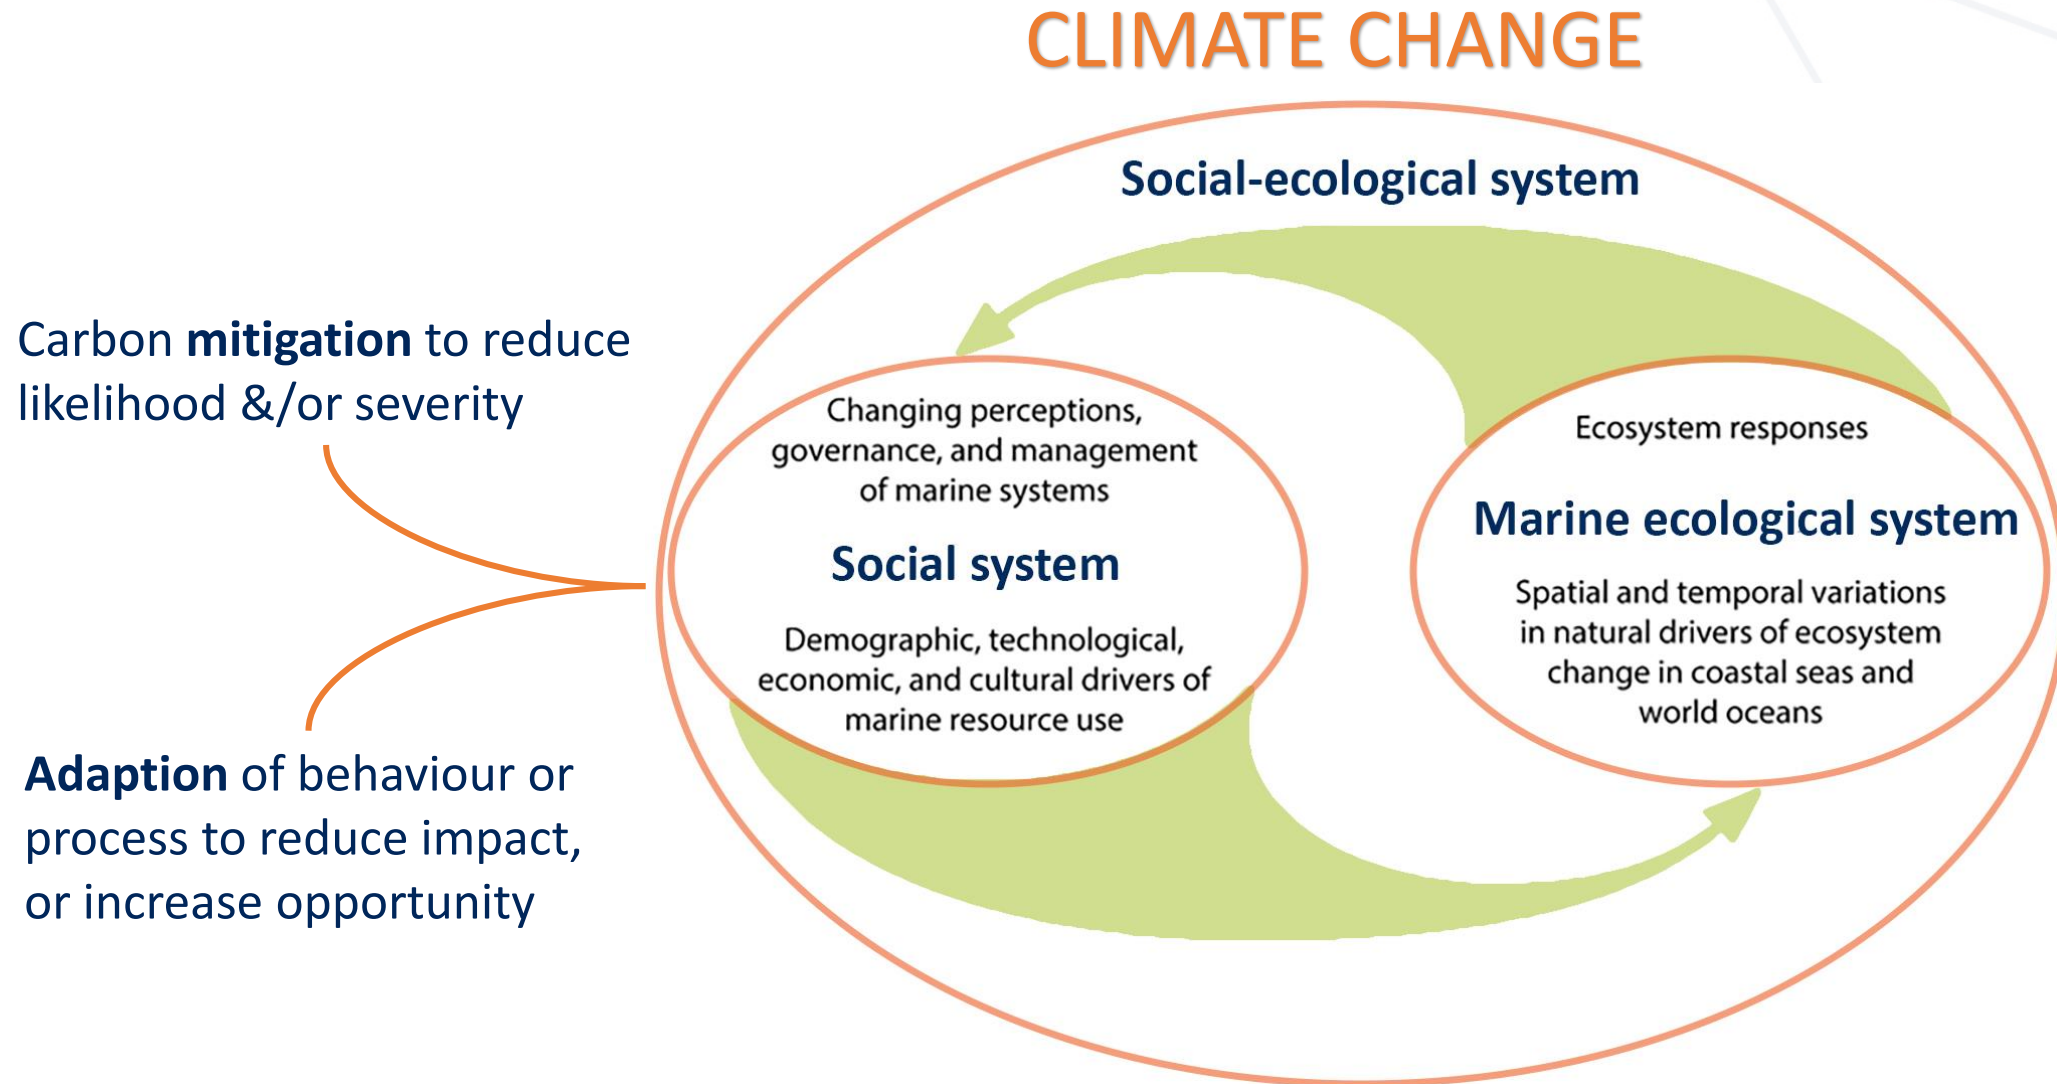 CLIMATE CHANGE
Social-ecological system
Carbon mitigation to reduce
likelihood &/or severity
Adaption of behaviour or
process to reduce impact,
or increase opportunity
Changing perceptions,
governance, and management
of marine systems
Social system
Demographic, technological,
economic, and cultural drivers of
marine resource use
Ecosystem responses
Marine ecological system
Spatial and temporal variations
in natural drivers of ecosystem
change in coastal seas and
world oceans